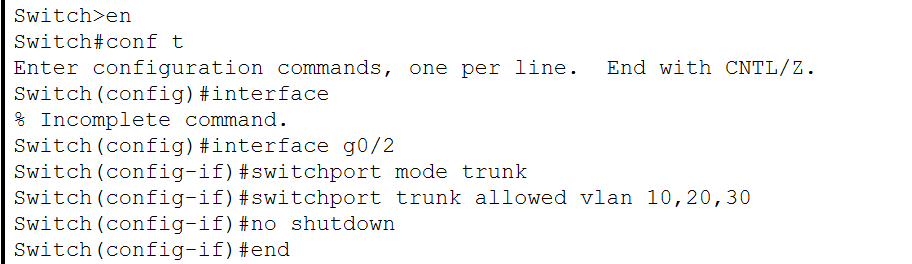 Switch>en
Switch#conf t
Enter configuration commands, one per line.  End with CNTL/Z.
Switch(config)#interface
% Incomplete command.
Switch(config)#interface g0/2
Switch(config-if)#switchport mode trunk
Switch(config-if)#switchport trunk allowed vlan 10,20,30
Switch(config-if)#no shutdown
Switch(config-if)#end